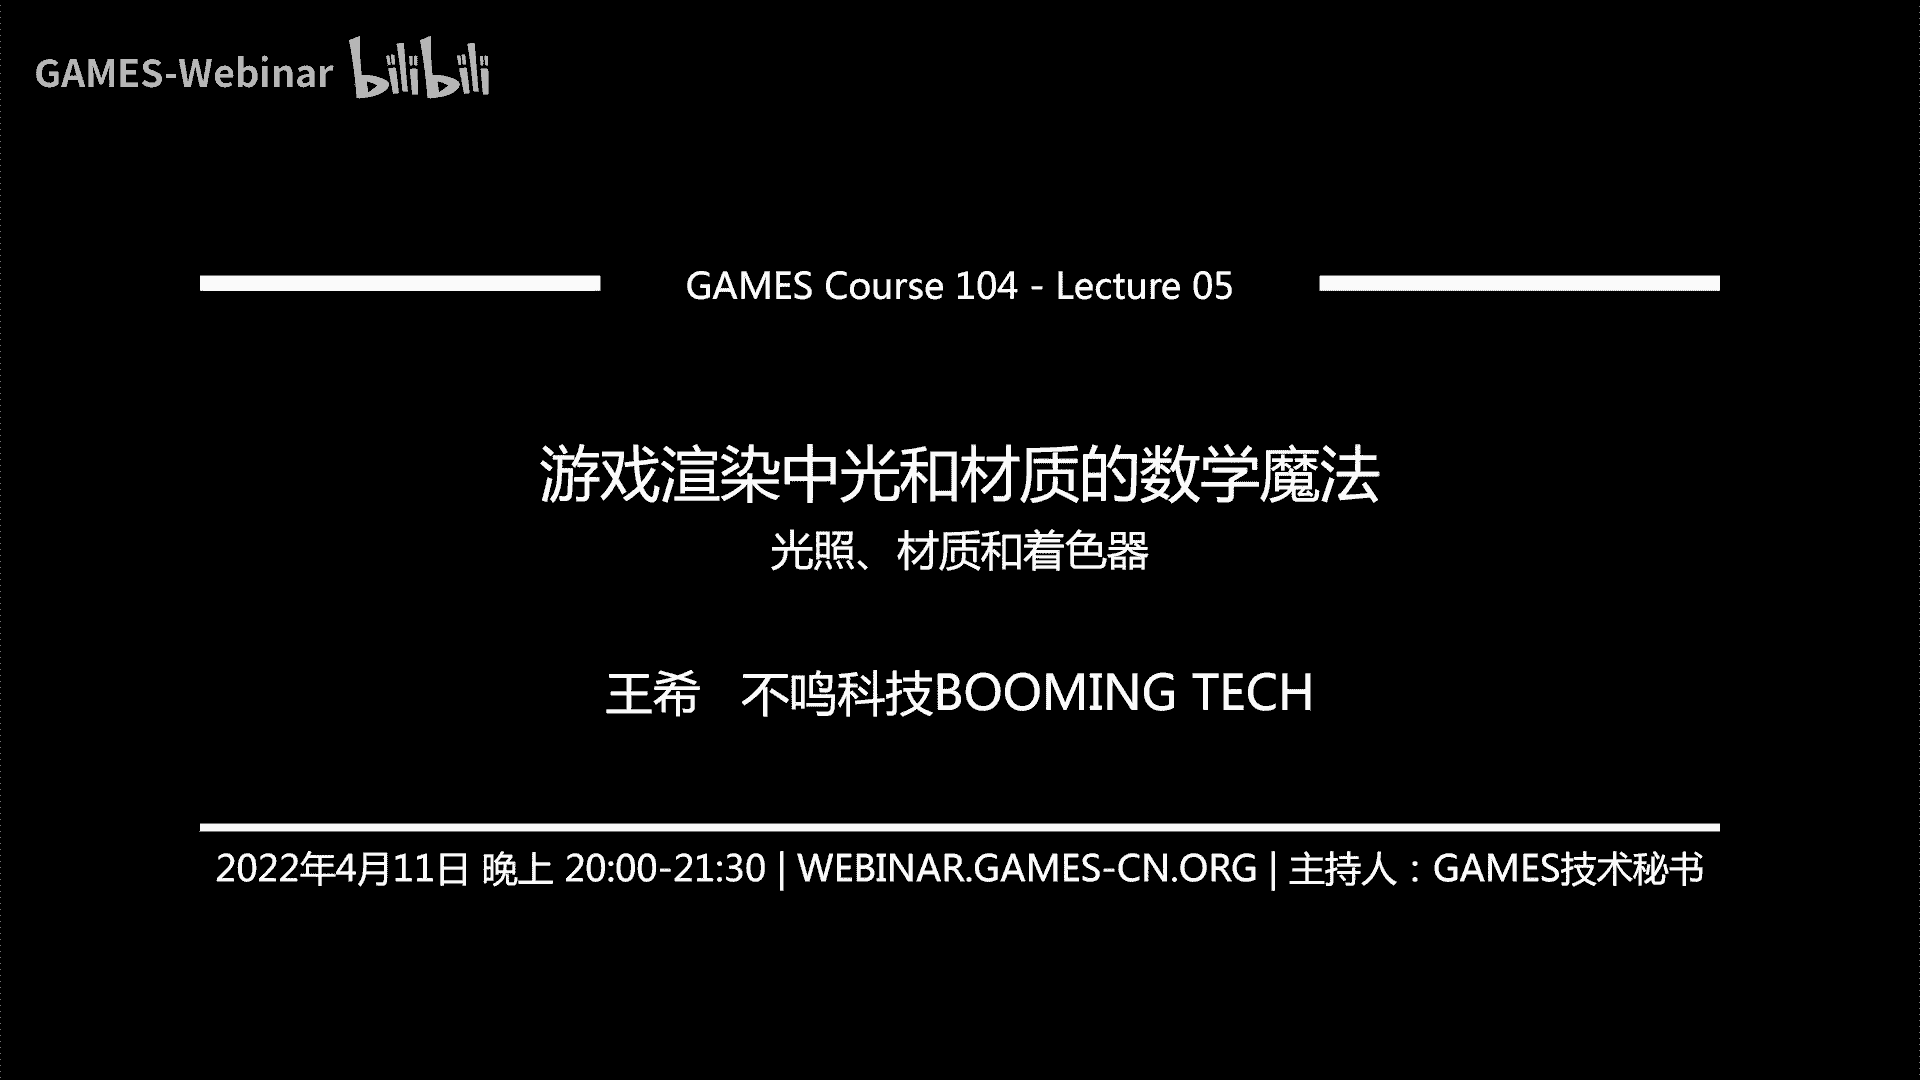 GAMES-Webinar bilibili
GAMES Course 104 - Lecture 05
游戏渲染中光和材质的数学魔法
光照、材质和着色器
王希 不鸣科技BOOMING TECH
2022年4月11日 晚上 20:00-21:30 | WEBINAR.GAMES-CN.ORG | 主持人：GAMES技术秘书